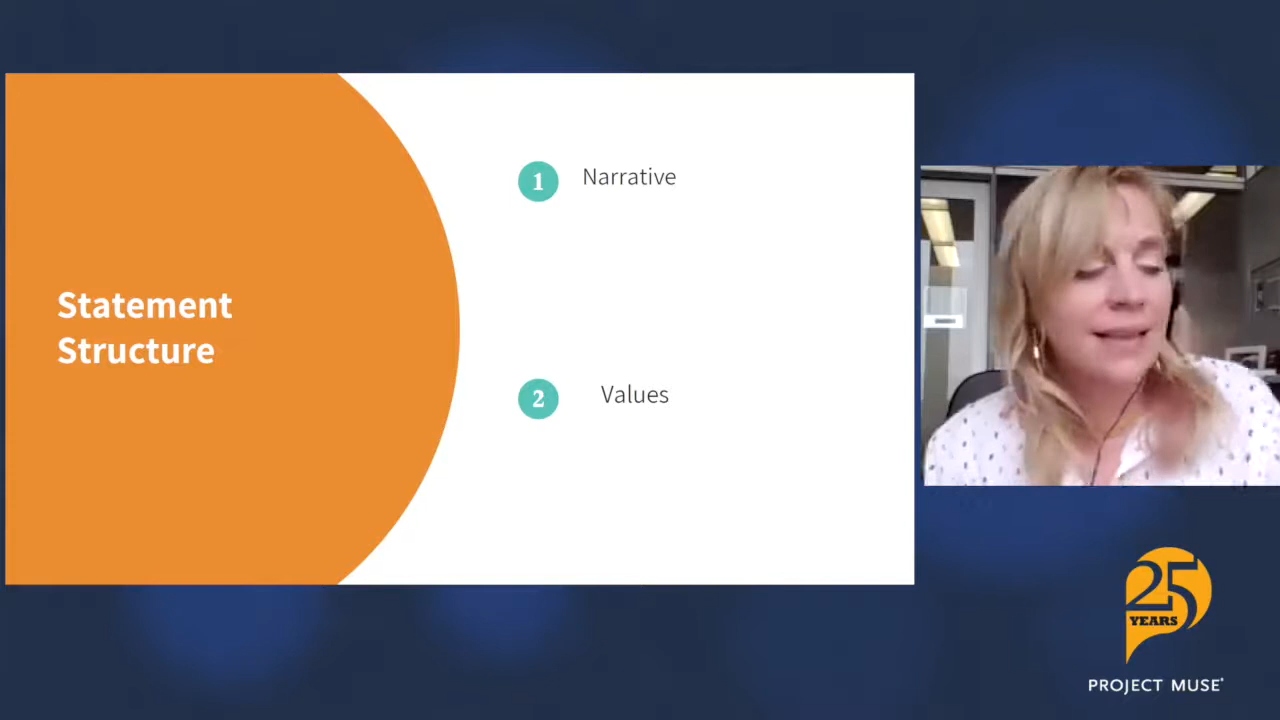 Statement
Structure
1 Narrative
2 Values
25
YEARS
PROJECT MUSE®